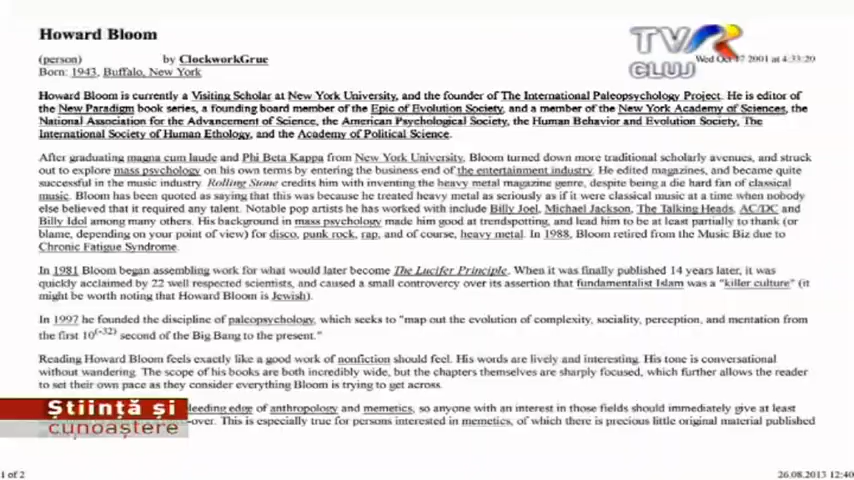 Howard Bloom
TVR
CLUJ
(person) by ClockworkGrue
Wed Oct 17 2001 at 4:33:20
Born: 1943, Buffalo, New York
Howard Bloom is currently a Visiting Scholar at New York University, and the founder of The International Paleopsychology Project. He is editor of
the New Paradigm book series, a founding board member of the Epic of Evolution Society, and a member of the New York Academy of Sciences, the
National Association for the Advancement of Science, the American Psychological Society, the Human Behavior and Evolution Society, The
International Society of Human Ethology, and the Academy of Political Science.
After graduating magna cum laude and Phi Beta Kappa from New York University, Bloom turned down more traditional scholarly avenues, and struck
out to explore mass psychology on his own terms by entering the business end of the entertainment industry. He edited magazines, and became quite
successful in the music industry. Rolling Stone credits him with inventing the heavy metal magazine genre, despite being a die hard fan of classical
music. Bloom has been quoted as saying that this was because he treated heavy metal as seriously as if it were classical music at a time when nobody
else believed that it required any talent. Notable pop artists he has worked with include Billy Joel, Michael Jackson, The Talking Heads, AC/DC and
Billy Idol among many others. His background in mass psychology made him good at trendspotting, and lead him to be at least partially to thank (or
blame, depending on your point of view) for disco, punk rock, rap, and of course, heavy metal. In 1988, Bloom retired from the Music Biz due to
Chronic Fatigue Syndrome.
In 1981 Bloom began assembling work for what would later become The Lucifer Principle. When it was finally published 14 years later, it was
quickly acclaimed by 22 well respected scientists, and caused a small controversy over its assertion that fundamentalist Islam was a "killer culture" (it
might be worth noting that Howard Bloom is Jewish).
In 1997 he founded the discipline of paleopsychology, which seeks to "map out the evolution of complexity, sociality, perception, and mentation from
the first 10(-32) second of the Big Bang to the present."
Reading Howard Bloom feels exactly like a good work of nonfiction should feel. His words are lively and interesting. His tone is conversational
without wandering. The scope of his books are both incredibly wide, but the chapters themselves are sharply focused, which further allows the reader
to set their own pace as they consider everything Bloom is trying to get across.
Știință și
cunoaștere
leeding edge of anthropology and memetics, so anyone with an interest in those fields should immediately give at least
-over. This is especially true for persons interested in memetics, of which there is precious little original material published
1 of 2
26.08.2013 12:40